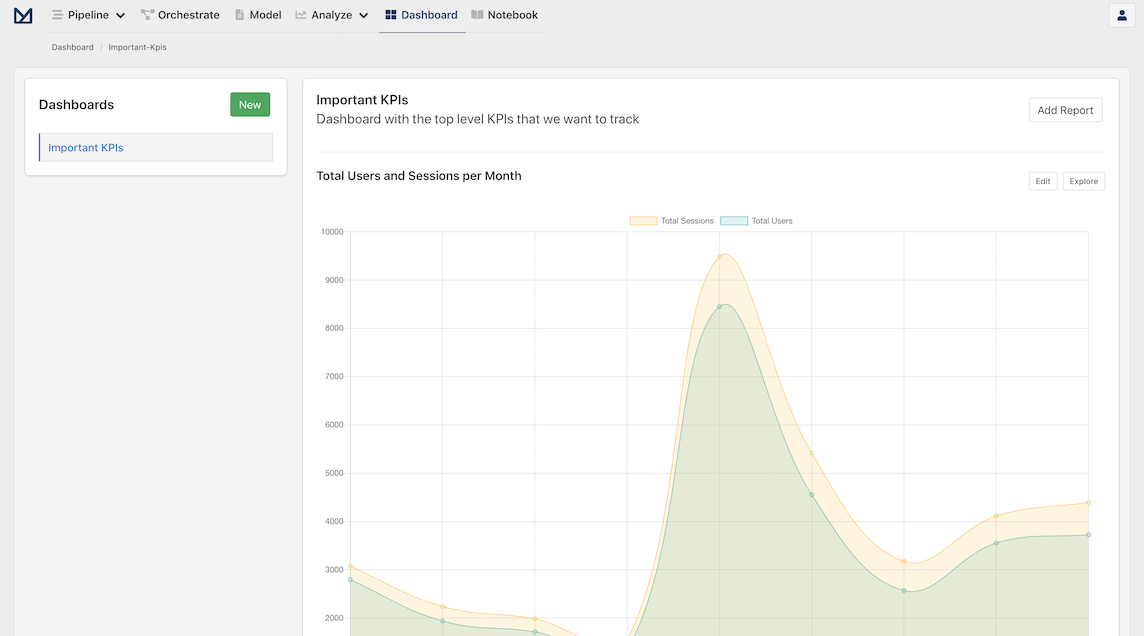 Pipeline Orchestrate Model Analyze Dashboard Notebook
Dashboard / Important-Kpis
Dashboards
New
Important KPIs
Important KPIs
Dashboard with the top level KPIs that we want to track
Add Report
Total Users and Sessions per Month
Edit Explore
Total Sessions Total Users
10000
9000
8000
7000
6000
5000
4000
3000
2000